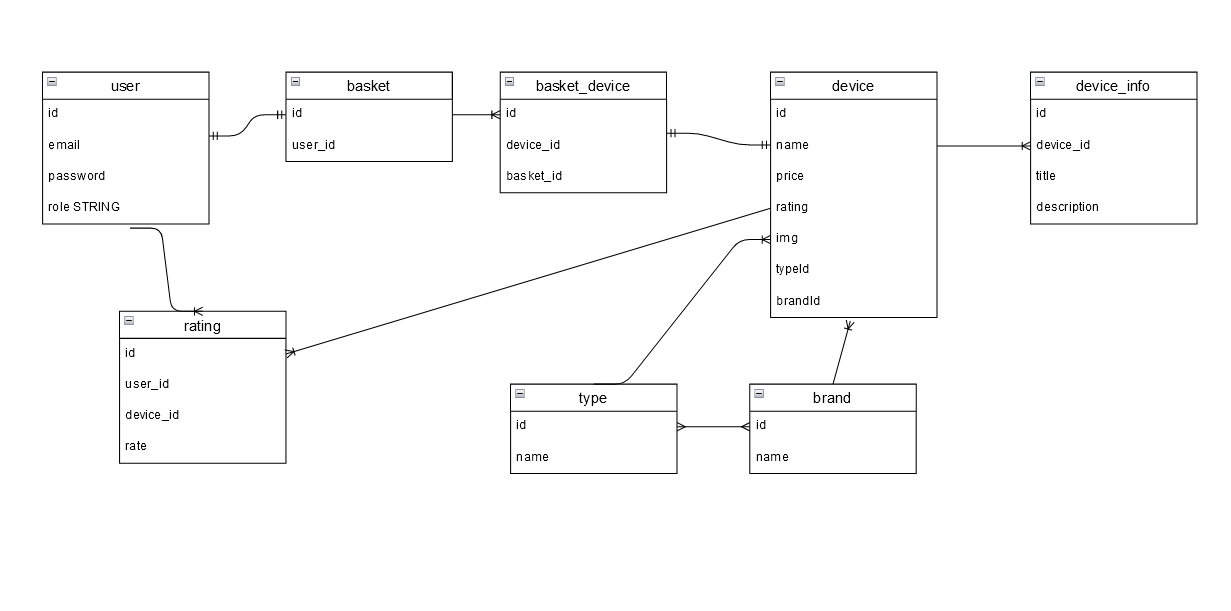 user
id
email
password
role STRING
basket
id
user_id
basket_device
id
device_id
basket_id
device
id
name
price
rating
img
typeId
brandId
device_info
id
device_id
title
description
rating
id
user_id
device_id
rate
type
id
name
brand
id
name